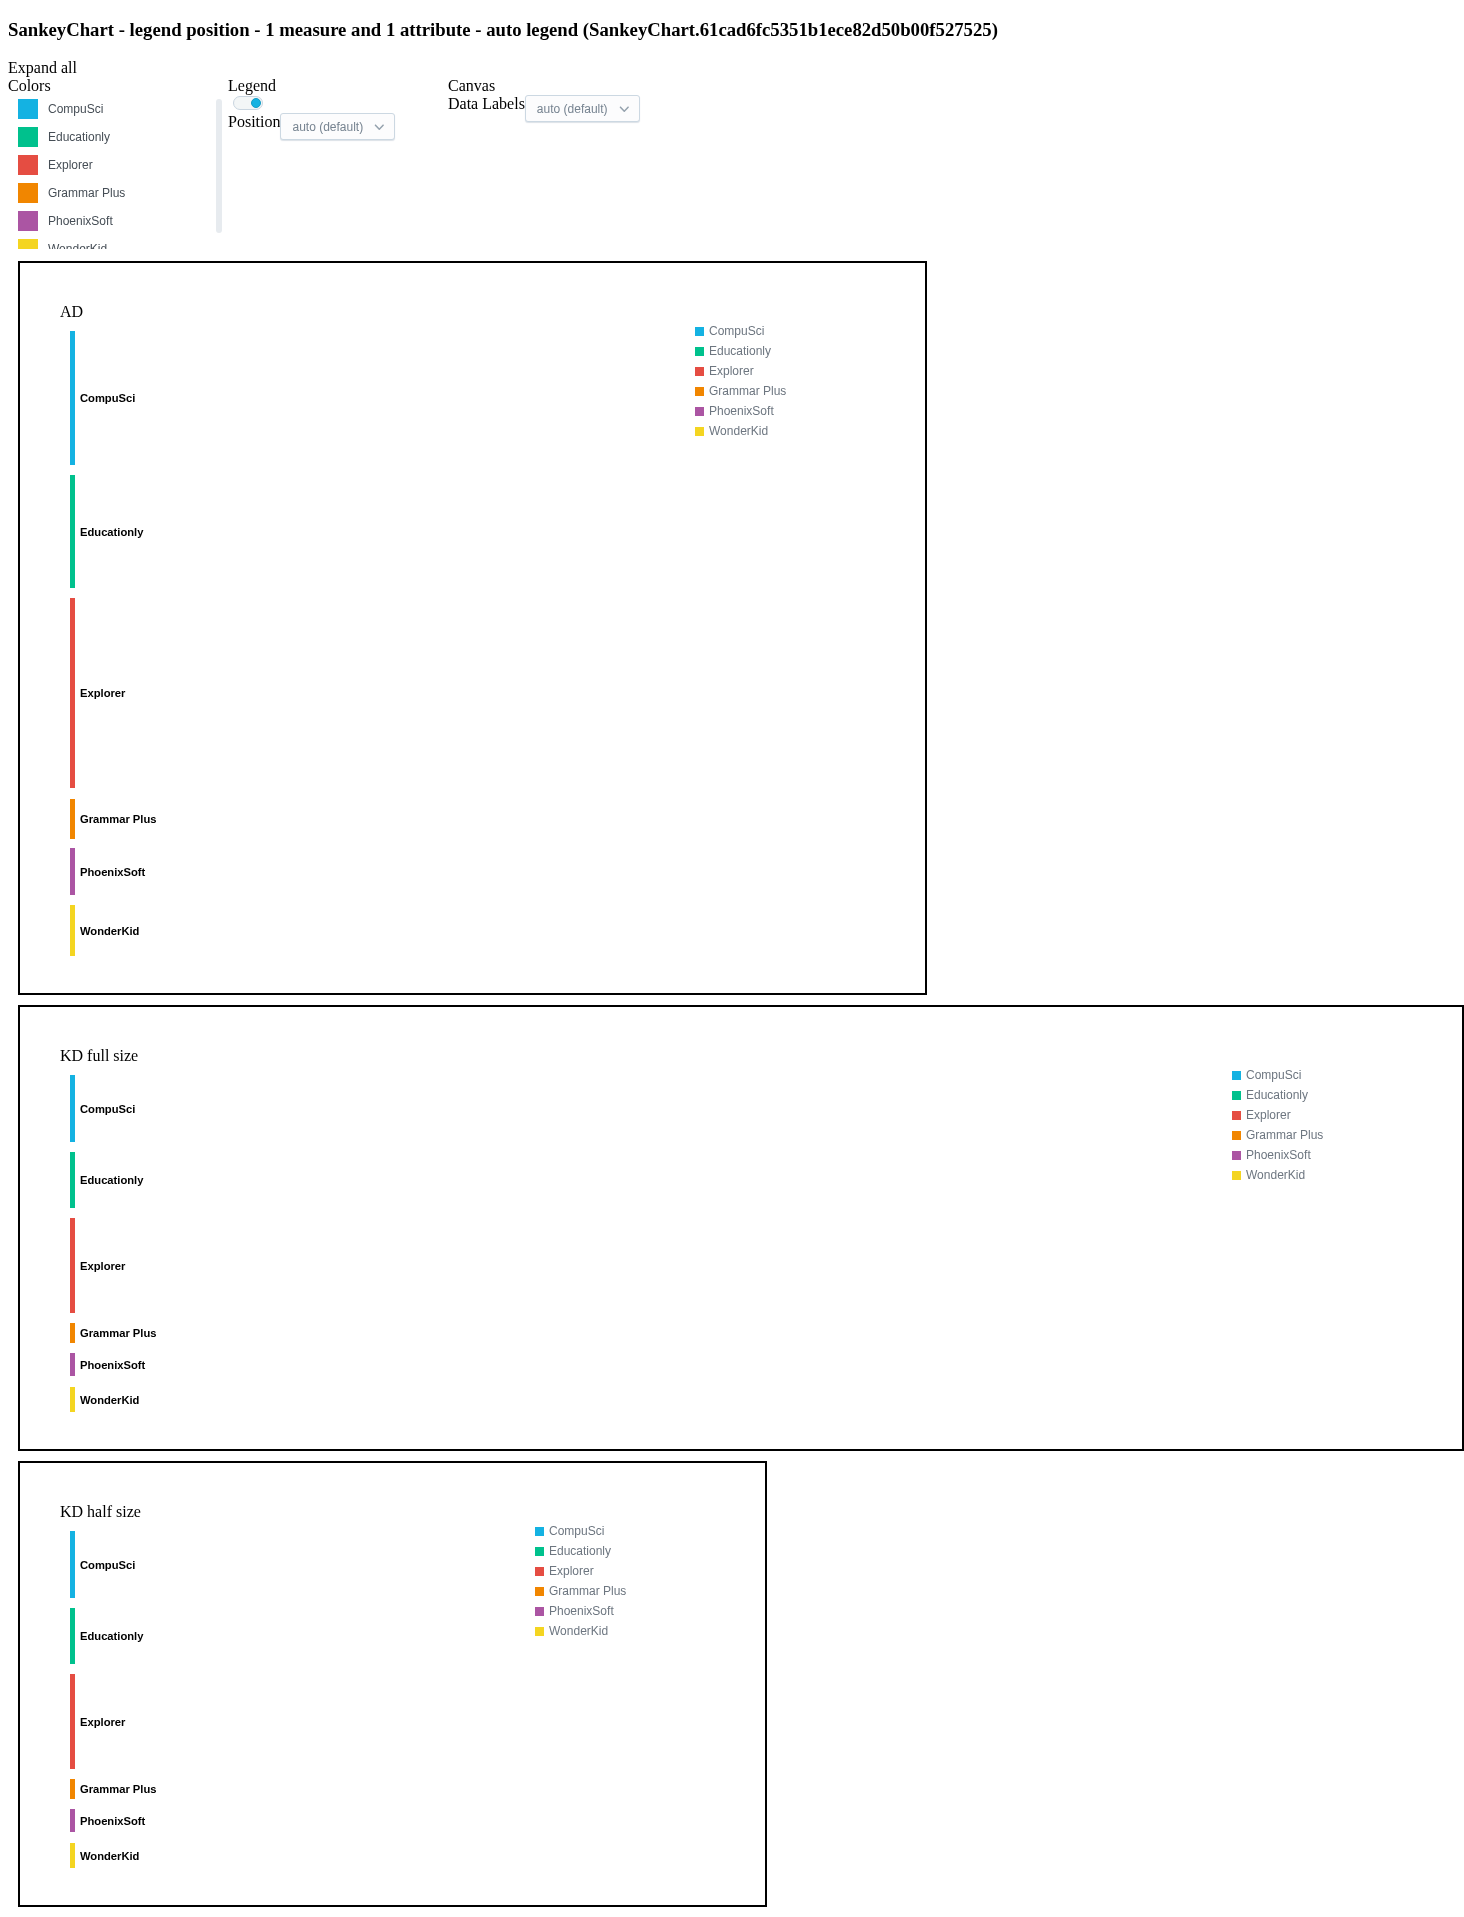 SankeyChart - legend position - 1 measure and 1 attribute - auto legend (SankeyChart.61cad6fc5351b1ece82d50b00f527525)
Expand all
Colors
CompuSci
Educationly
Explorer
Grammar Plus
PhoenixSoft
WonderKid
Legend
Position auto (default)
Canvas
Data Labels auto (default)
AD
CompuSci
Educationly
Explorer
Grammar Plus
PhoenixSoft
WonderKid
CompuSci
Educationly
Explorer
Grammar Plus
PhoenixSoft
WonderKid
KD full size
CompuSci
Educationly
Explorer
Grammar Plus
PhoenixSoft
WonderKid
CompuSci
Educationly
Explorer
Grammar Plus
PhoenixSoft
WonderKid
KD half size
CompuSci
Educationly
Explorer
Grammar Plus
PhoenixSoft
WonderKid
CompuSci
Educationly
Explorer
Grammar Plus
PhoenixSoft
WonderKid